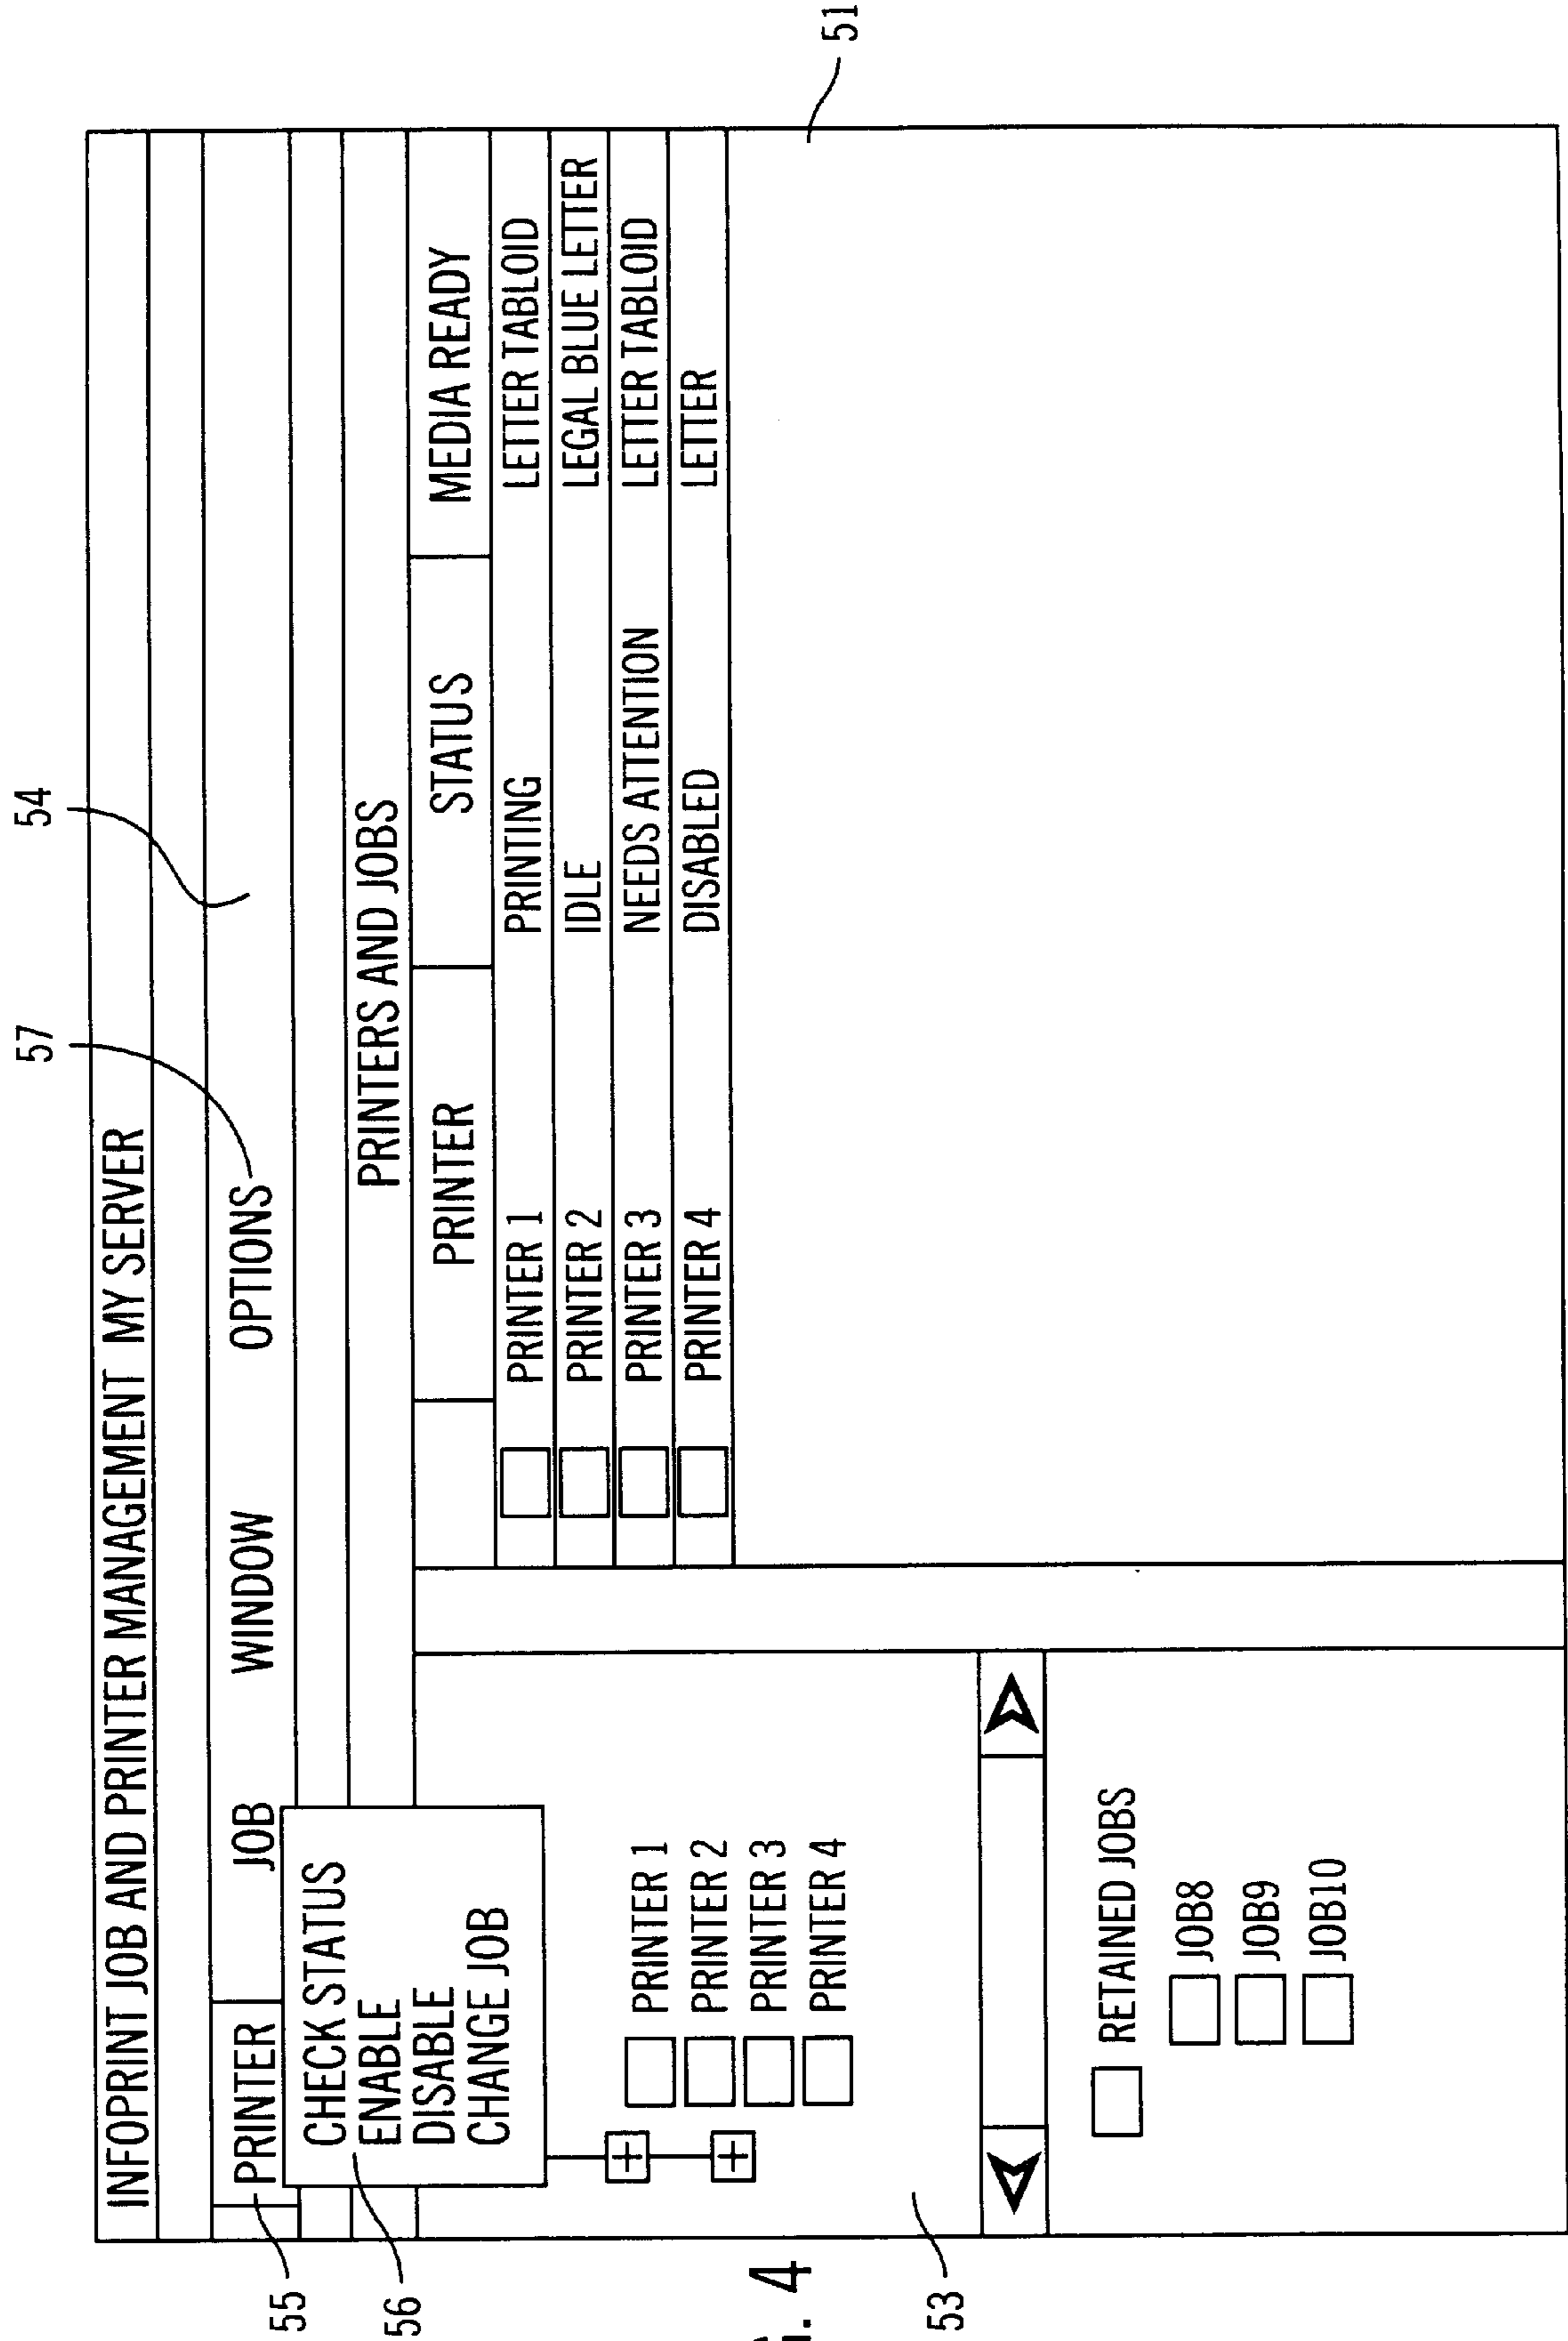 54
57
51
INFOPRINT JOB AND PRINTER MANAGEMENT MY SERVER
PRINTER JOB WINDOW OPTIONS
55
56
CHECK STATUS
ENABLE
DISABLE
CHANGE JOB
PRINTERS AND JOBS
PRINTER STATUS MEDIA READY
PRINTER 1 PRINTING LETTER TABLOID
PRINTER 2 IDLE LEGAL BLUE LETTER
PRINTER 3 NEEDS ATTENTION LETTER TABLOID
PRINTER 4 DISABLED LETTER
PRINTER 1
PRINTER 2
PRINTER 3
PRINTER 4
53
RETAINED JOBS
JOB8
JOB9
JOB10
4